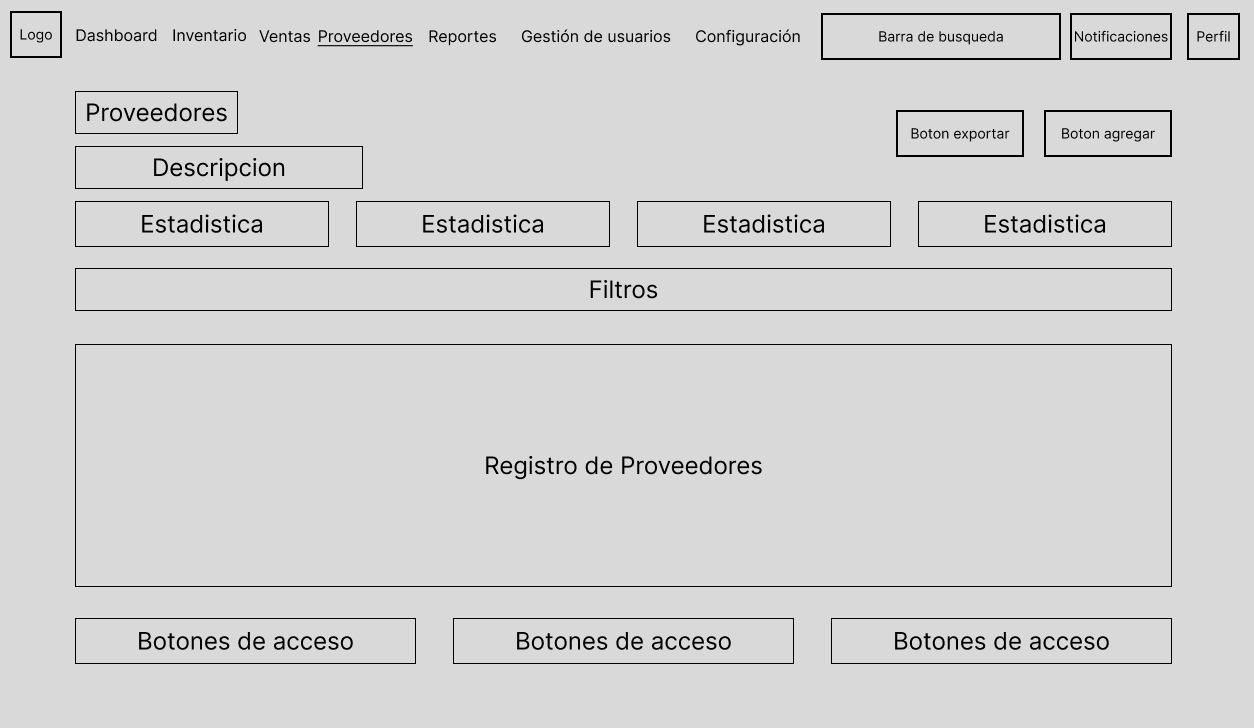 Logo
Dashboard
Inventario
Ventas
Proveedores
Reportes
Gestión de usuarios
Configuración
Barra de busqueda
Notificaciones
Perfil
Proveedores
Boton exportar
Boton agregar
Descripcion
Estadistica
Estadistica
Estadistica
Estadistica
Filtros
Registro de Proveedores
Botones de acceso
Botones de acceso
Botones de acceso